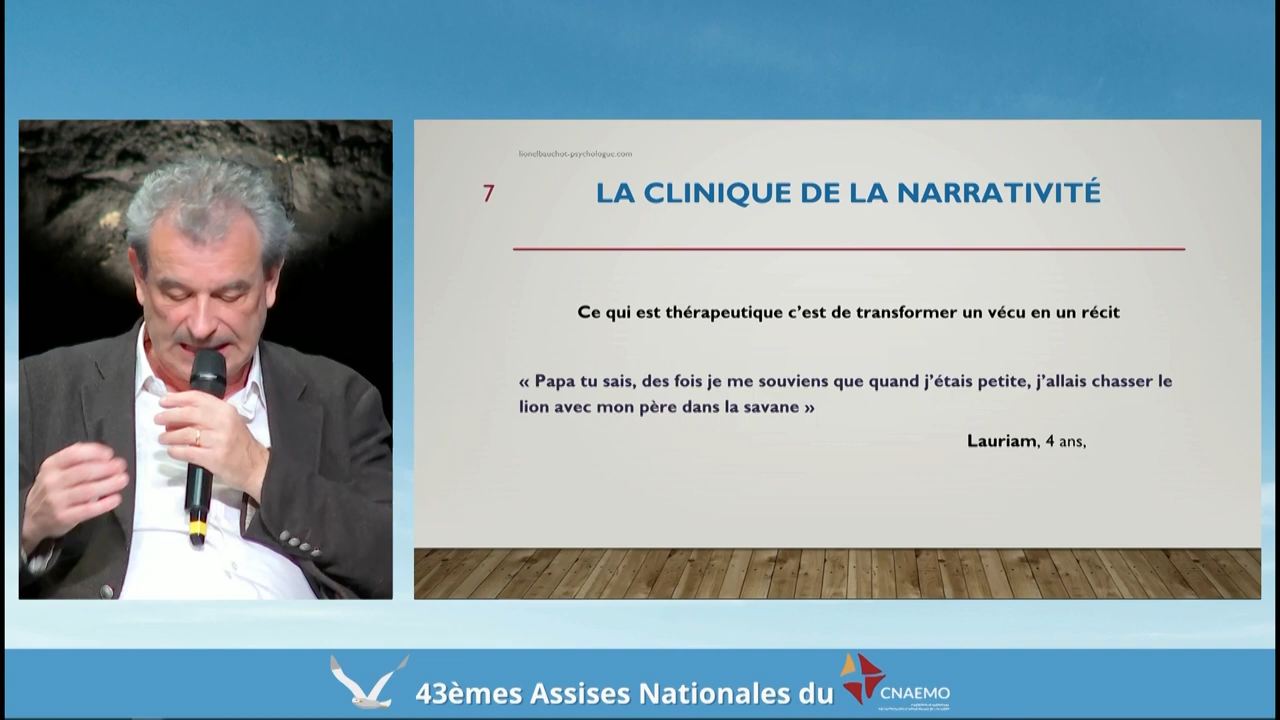 lionelbauchot-psychologue.com
7
LA CLINIQUE DE LA NARRATIVITÉ
Ce qui est thérapeutique c’est de transformer un vécu en un récit
« Papa tu sais, des fois je me souviens que quand j’étais petite, j’allais chasser le
lion avec mon père dans la savane »
Lauriam, 4 ans,
43èmes Assises Nationales du
CNAEMO